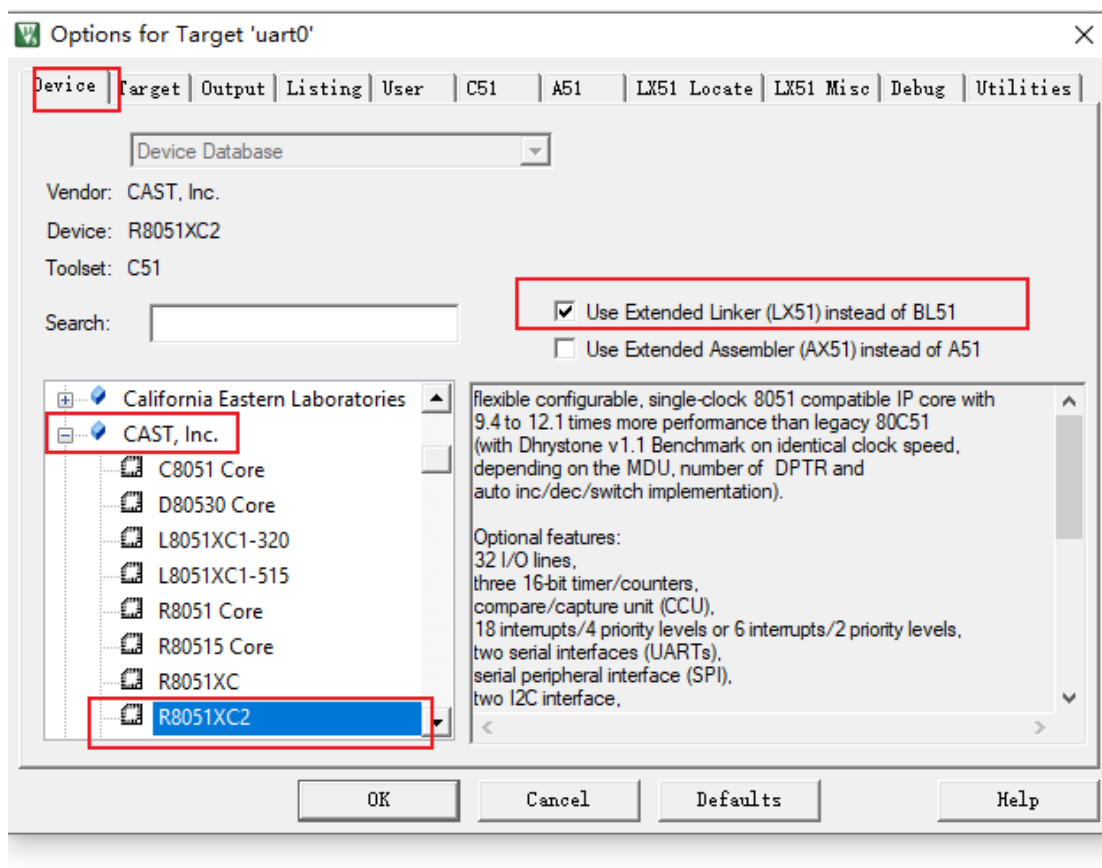 Options for Target 'uart0'
Device Target Output Listing User C51 A51 LX51 Locate LX51 Misc Debug Utilities
Device Database
Vendor: CAST, Inc.
Device: R8051XC2
Toolset: C51
Search:
Use Extended Linker (LX51) instead of BL51
Use Extended Assembler (AX51) instead of A51
California Eastern Laboratories
CAST, Inc.
C8051 Core
D80530 Core
L8051XC1-320
L8051XC1-515
R8051 Core
R80515 Core
R8051XC
R8051XC2
flexible configurable, single-clock 8051 compatible IP core with
9.4 to 12.1 times more performance than legacy 80C51
(with Dhrystone v1.1 Benchmark on identical clock speed,
depending on the MDU, number of DPTR and
auto inc/dec/switch implementation).
Optional features:
32 I/O lines,
three 16-bit timer/counters,
compare/capture unit (CCU),
18 interrupts/4 priority levels or 6 interrupts/2 priority levels,
two serial interfaces (UARTs),
serial peripheral interface (SPI),
two I2C interface,
OK Cancel Defaults Help